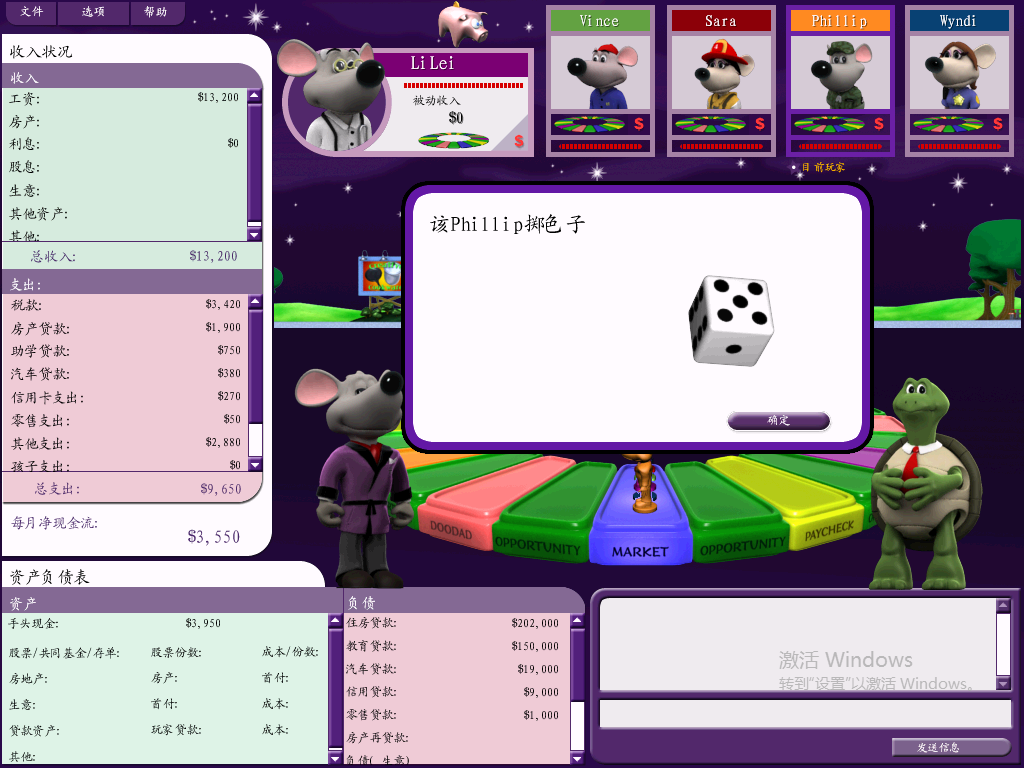 文件 选项 帮助
收入状况
收入
工资: $13,200
房产:
利息: $0
股息:
生意:
其他资产:
其他:
总收入: $13,200
支出:
税款: $3,420
房产贷款: $1,900
助学贷款: $750
汽车贷款: $380
信用卡支出: $270
零售支出: $50
其他支出: $2,880
孩子支出: $0
总支出: $9,650
每月净现金流:
$3,550
LiLei
被动收入
$0
$
Vince
$
Sara
$
Phillip
$
Wyndi
$
目前玩家
该Phillip掷色子
确定
DOODAD
OPPORTUNITY
MARKET
OPPORTUNITY
PAYCHECK
资产负债表
资产
手头现金: $3,950
股票/共同基金/存单: 股票份数: 成本/份数:
房地产: 房产: 首付:
生意: 首付: 成本:
贷款资产: 玩家贷款: 成本:
其他:
负债
住房贷款: $202,000
教育贷款: $150,000
汽车贷款: $19,000
信用贷款: $9,000
零售贷款: $1,000
房产再贷款:
负债( 生意)
激活 Windows
转到"设置"以激活 Windows。
发送信息